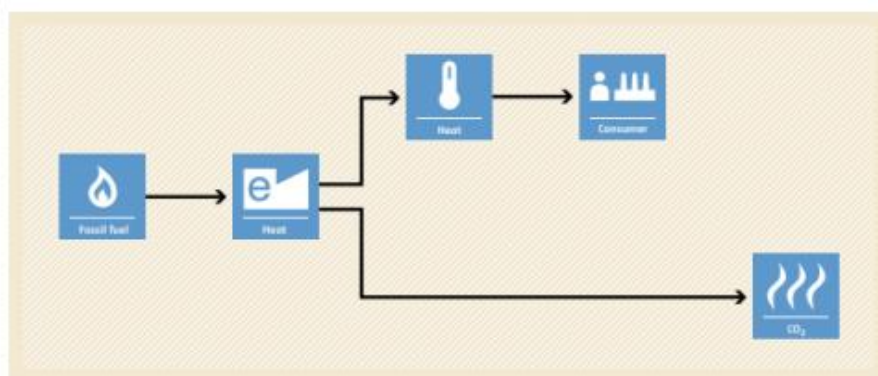 Heat
Consumer
Fossil fuel
e
Heat
CO₂